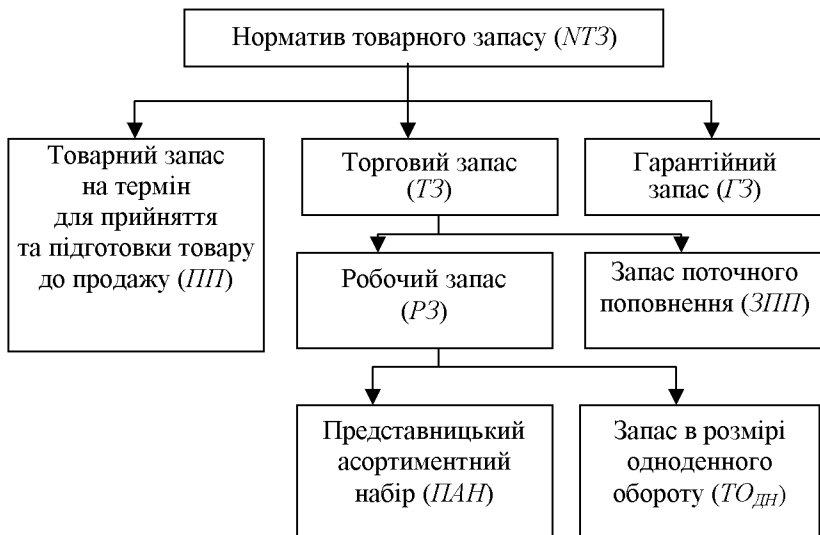 Норматив товарного запасу (NТЗ)
Товарний запас
на термін
для прийняття
та підготовки товару
до продажу (ПП)
Торговий запас
(ТЗ)
Гарантійний
запас (ГЗ)
Робочий запас
(РЗ)
Запас поточного
поповнення (ЗПП)
Представницький
асортиментний
набір (ПАН)
Запас в розмірі
одноденного
обороту (ТОДН)